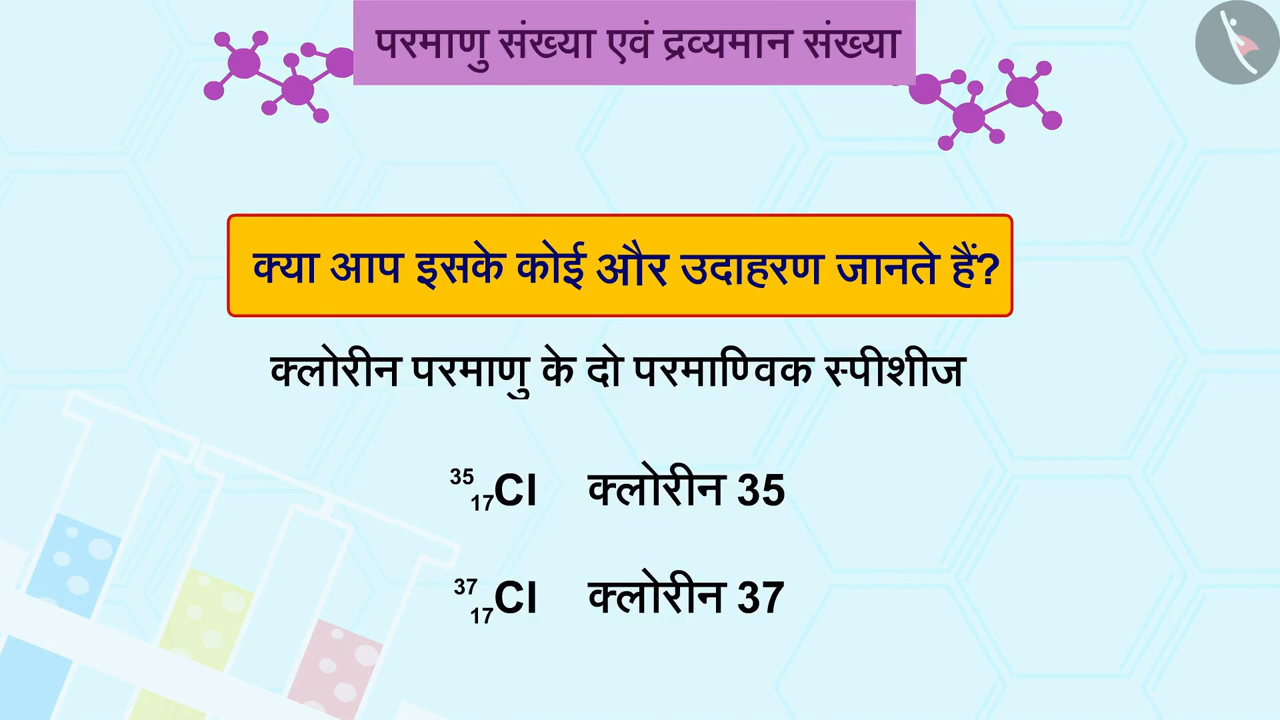 परमाणु संख्या एवं द्रव्यमान संख्या
क्या आप इसके कोई और उदाहरण जानते हैं?
क्लोरीन परमाणु के दो परमाण्विक स्पीशीज
³⁵₁₇Cl क्लोरीन 35
³⁷₁₇Cl क्लोरीन 37